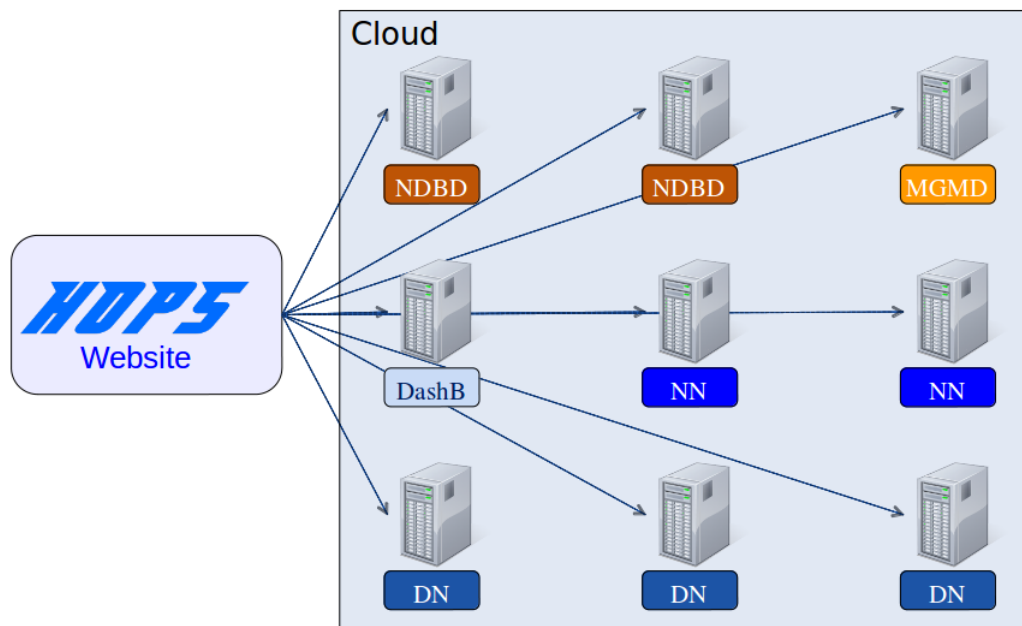 Cloud
NDBD
NDBD
MGMD
HOPS
Website
DashB
NN
NN
DN
DN
DN